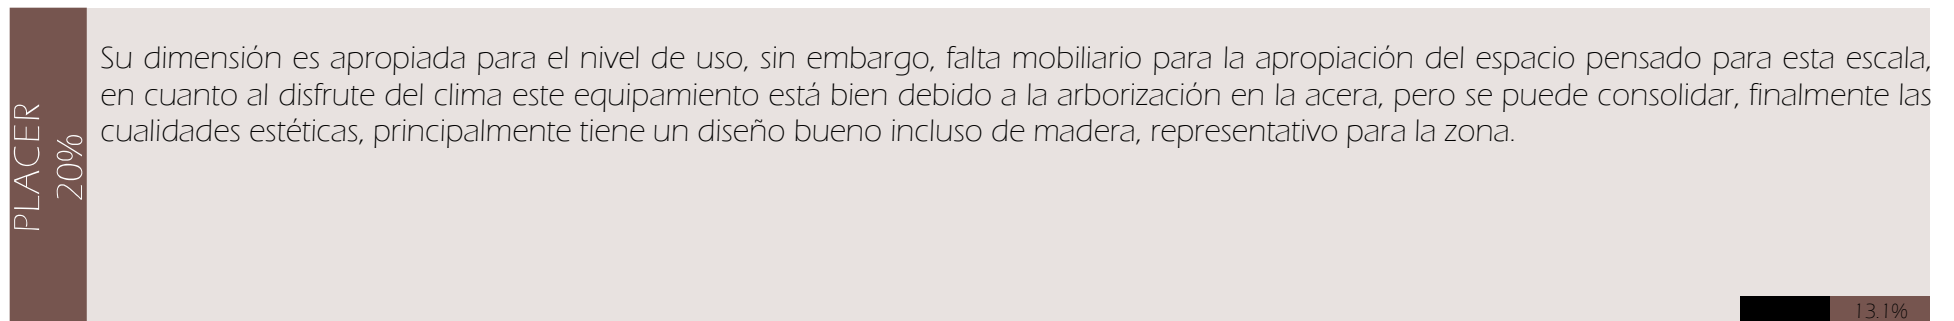 PLACER
20%
Su dimensión es apropiada para el nivel de uso, sin embargo, falta mobiliario para la apropiación del espacio pensado para esta escala,
en cuanto al disfrute del clima este equipamiento está bien debido a la arborización en la acera, pero se puede consolidar, finalmente las
cualidades estéticas, principalmente tiene un diseño bueno incluso de madera, representativo para la zona.
13.1%